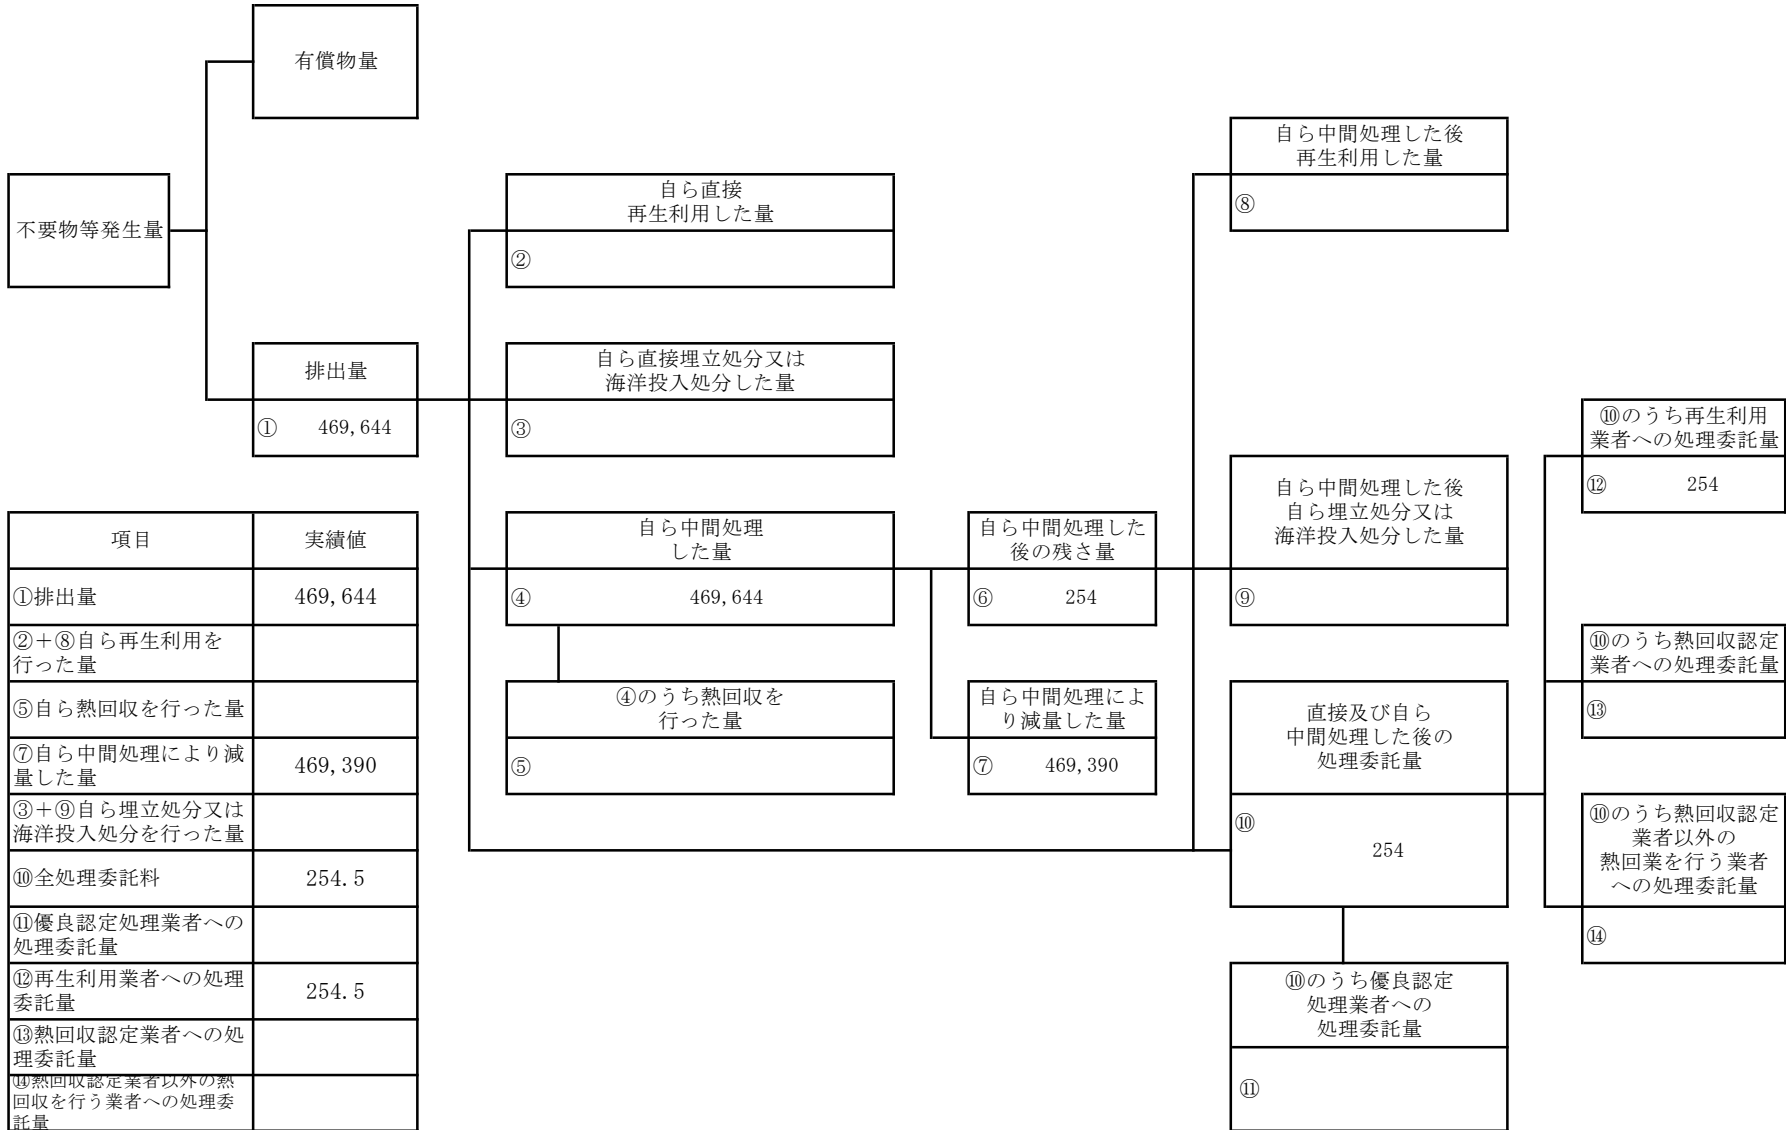 有償物量
不要物等発生量
排出量
① 469,644
自ら直接
再生利用した量
②
自ら直接埋立処分又は
海洋投入処分した量
③
自ら中間処理
した量
④ 469,644
④のうち熱回収を
行った量
⑤
自ら中間処理した
後の残さ量
⑥ 254
自ら中間処理によ
り減量した量
⑦ 469,390
自ら中間処理した後
再生利用した量
⑧
自ら中間処理した後
自ら埋立処分又は
海洋投入処分した量
⑨
直接及び自ら
中間処理した後の
処理委託量
⑩
254
⑩のうち優良認定
処理業者への
処理委託量
⑪
⑩のうち再生利用
業者への処理委託量
⑫ 254
⑩のうち熱回収認定
業者への処理委託量
⑬
⑩のうち熱回収認定
業者以外の
熱回業を行う業者
への処理委託量
⑭
項目 実績値
①排出量 469,644
②＋⑧自ら再生利用を
行った量
⑤自ら熱回収を行った量
⑦自ら中間処理により減
量した量 469,390
③＋⑨自ら埋立処分又は
海洋投入処分を行った量
⑩全処理委託料 254.5
⑪優良認定処理業者への
処理委託量
⑫再生利用業者への処理
委託量 254.5
⑬熱回収認定業者への処
理委託量
⑭熱回収認定業者以外の熱
回収を行う業者への処理委
託量